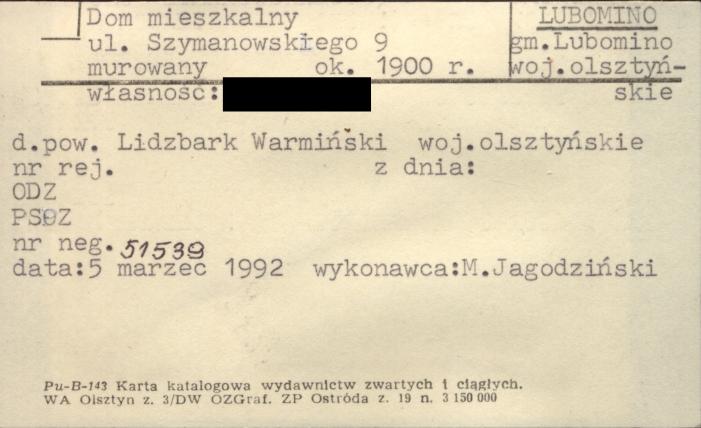 Dom mieszkalny LUBOMINO
ul. Szymanowskiego 9 gm.Lubomino
murowany ok. 1900 r. woj.olsztyń-
własność: skie
d.pow. Lidzbark Warmiński woj.olsztyńskie
nr rej. z dnia:
ODZ
PSOZ
nr neg. 51539
data:5 marzec 1992 wykonawca:M.Jagodziński
Pu-B-143 Karta katalogowa wydawnictw zwartych i ciągłych.
WA Olsztyn z. 3/DW OZGraf. ZP Ostróda z. 19 n. 3 150 000